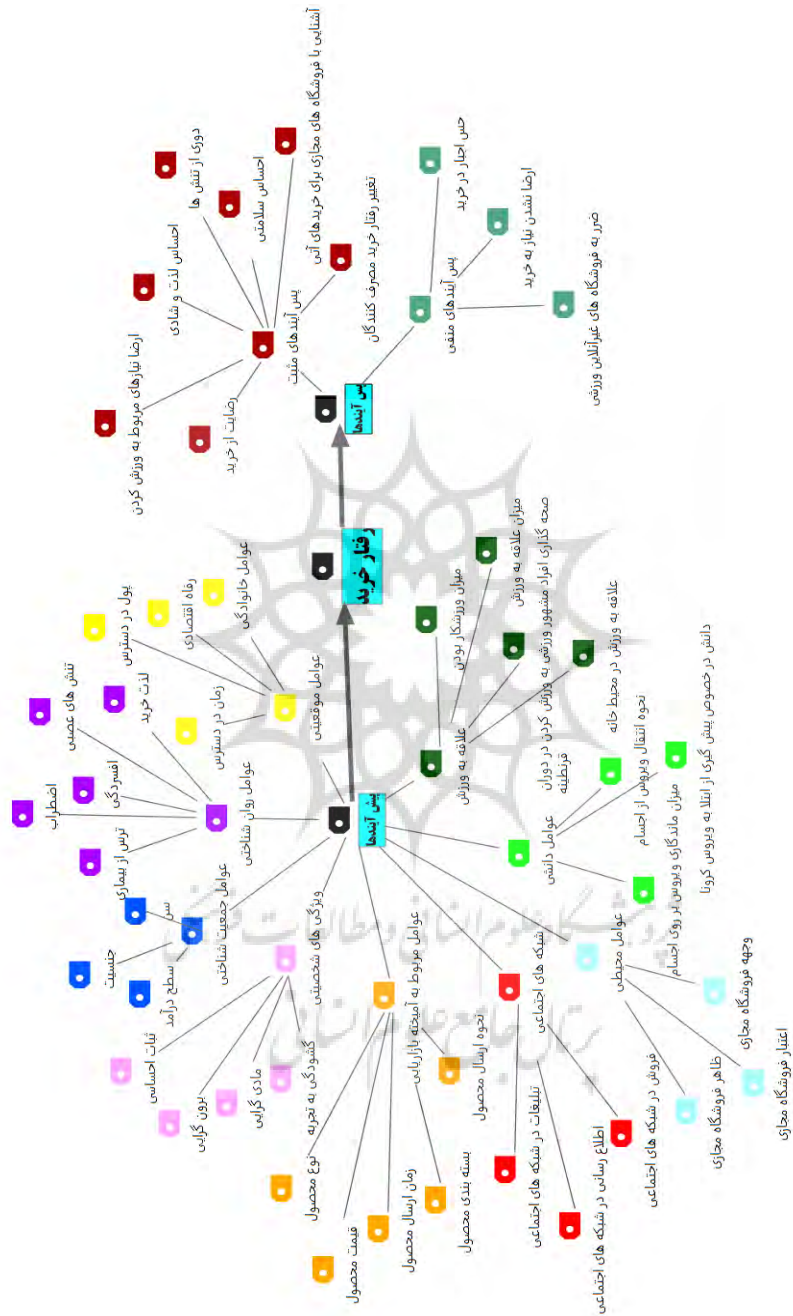 آشنایی با فروشگاه های مجازی برای خریدهای آتی
دوری از تنش ها
احساس سلامتی
احساس لذت و شادی
تغییر رفتار خرید مصرف کنندگان
پس آیندهای مثبت
ارضا نیازهای مربوط به ورزش کردن
رضایت از خرید
حس اجبار در خرید
ارضا نشدن نیاز به خرید
پس آیندهای منفی
ضرر به فروشگاه های غیرآنلاین ورزشی
پس آیندها
رفتار خرید
پیش آیندها
عوامل خانوادگی
رفاه اقتصادی
پول در دسترس
زمان در دسترس
عوامل موقعیتی
تنش های عصبی
لذت خرید
افسردگی
اضطراب
ترس از بیماری
عوامل روان شناختی
سن
جنسیت
سطح درآمد
عوامل جمعیت شناختی
ثبات احساسی
برون گرایی
مادی گرایی
گشودگی به تجربه
ویژگی های شخصیتی
نوع محصول
قیمت محصول
زمان ارسال محصول
بسته بندی محصول
نحوه ارسال محصول
عوامل مربوط به آمیخته بازاریابی
شبکه های اجتماعی
تبلیغات در شبکه های اجتماعی
اطلاع رسانی در شبکه های اجتماعی
فروش در شبکه های اجتماعی
عوامل محیطی
ظاهر فروشگاه مجازی
اعتبار فروشگاه مجازی
وجهه فروشگاه مجازی
عوامل دانشی
میزان ماندگاری ویروس بر روی اجسام
نحوه انتقال ویروس از اجسام
دانش در خصوص پیش گیری از ابتلا به ویروس کرونا
علاقه به ورزش
میزان ورزشکار بودن
میزان علاقه به ورزش
صحه گذاری افراد مشهور ورزشی به ورزش کردن در دوران
قرنطینه
علاقه به ورزش در محیط خانه
پژوهشگاه علوم انسانی و مطالعات فرهنگی
پرتال جامع علوم انسانی